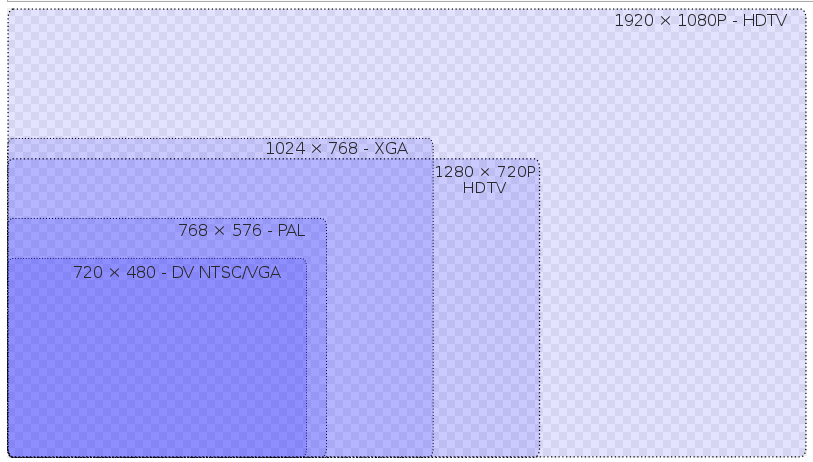 1920 × 1080P - HDTV
1024 × 768 - XGA
1280 × 720P
HDTV
768 × 576 - PAL
720 × 480 - DV NTSC/VGA